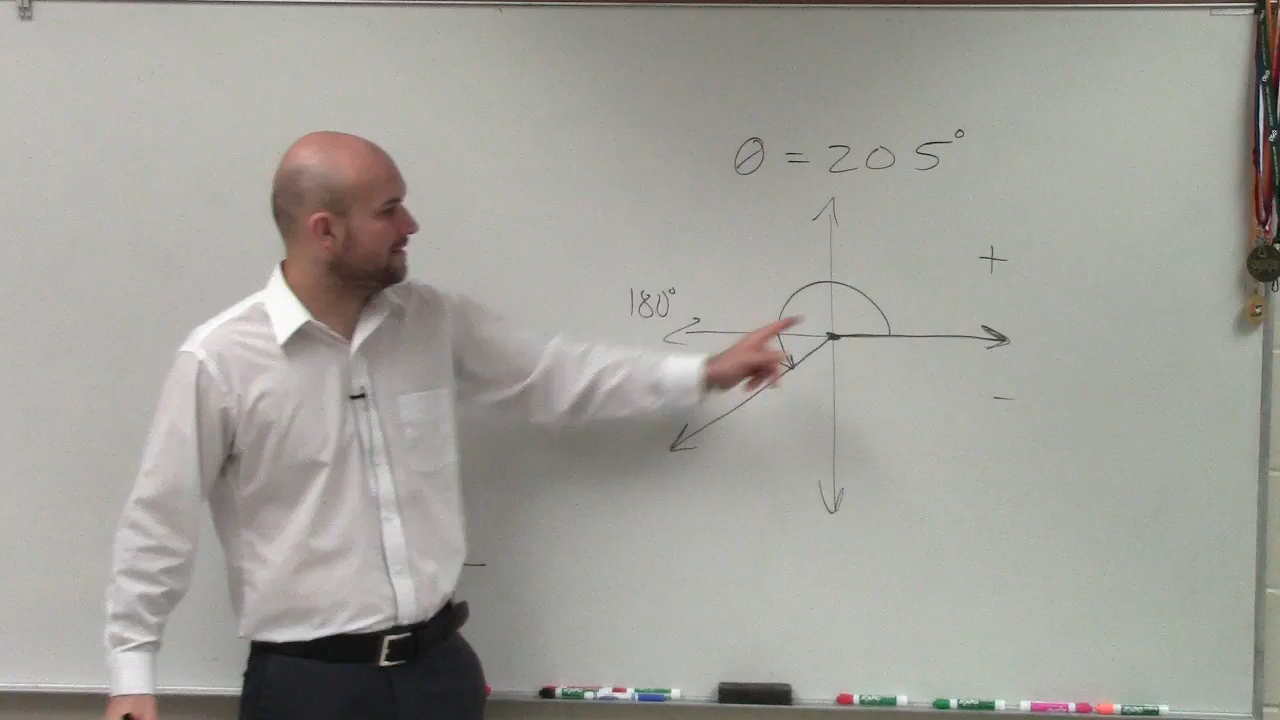 θ = 205°
+
180°
-
-